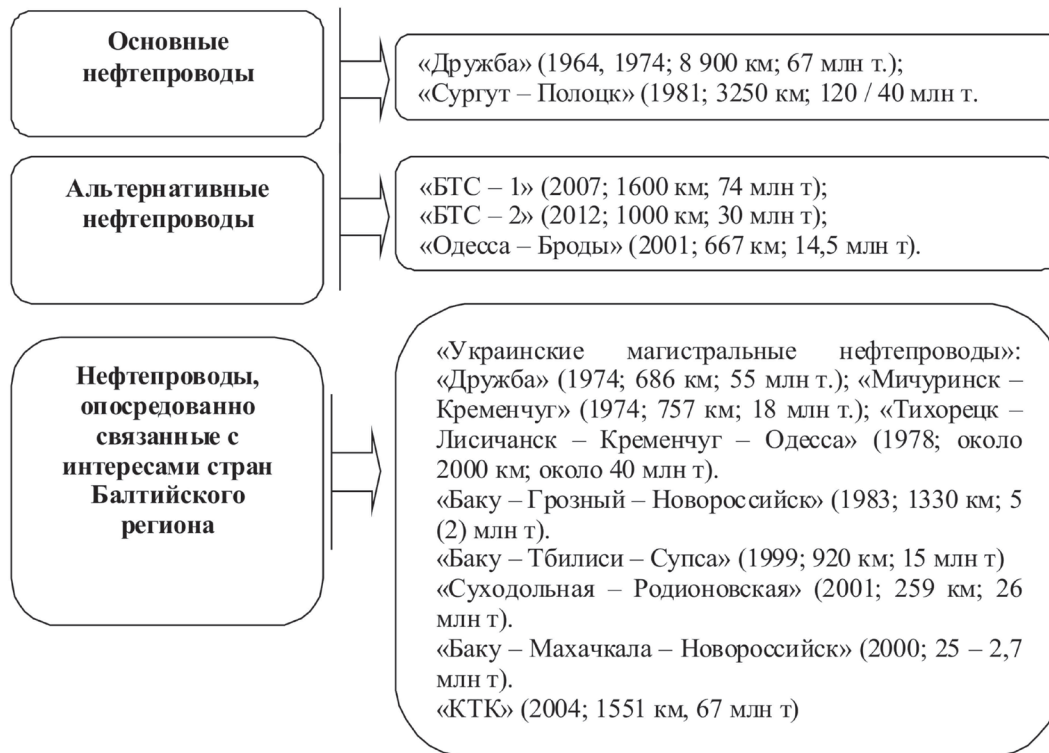 Основные
нефтепроводы
«Дружба» (1964, 1974; 8 900 км; 67 млн т.);
«Сургут – Полоцк» (1981; 3250 км; 120 / 40 млн т.
Альтернативные
нефтепроводы
«БТС – 1» (2007; 1600 км; 74 млн т);
«БТС – 2» (2012; 1000 км; 30 млн т);
«Одесса – Броды» (2001; 667 км; 14,5 млн т).
Нефтепроводы,
опосредованно
связанные с
интересами стран
Балтийского
региона
«Украинские магистральные нефтепроводы»:
«Дружба» (1974; 686 км; 55 млн т.); «Мичуринск –
Кременчуг» (1974; 757 км; 18 млн т.); «Тихорецк –
Лисичанск – Кременчуг – Одесса» (1978; около
2000 км; около 40 млн т).
«Баку – Грозный – Новороссийск» (1983; 1330 км; 5
(2) млн т).
«Баку – Тбилиси – Супса» (1999; 920 км; 15 млн т)
«Суходольная – Родионовская» (2001; 259 км; 26
млн т).
«Баку – Махачкала – Новороссийск» (2000; 25 – 2,7
млн т).
«КТК» (2004; 1551 км, 67 млн т)